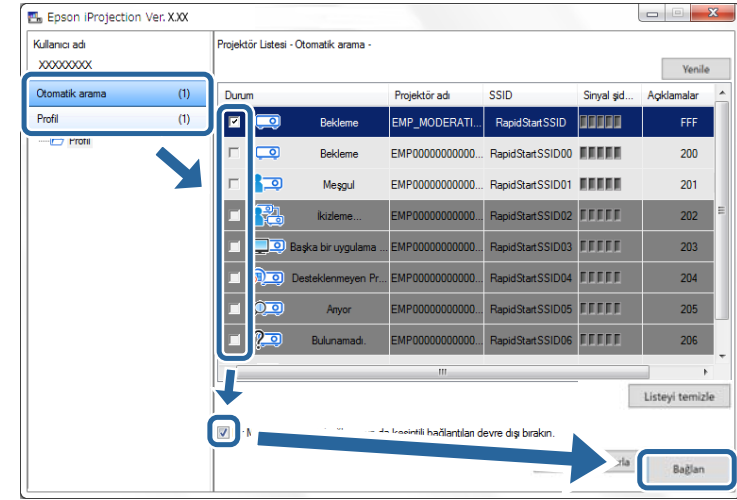 Epson iProjection Ver. X.XX
Kullanıcı adı
XXXXXXXX
Otomatik arama (1)
Profil (1)
Profil
Projektör Listesi - Otomatik arama -
Yenile
Durum Projektör adı SSID Sinyal şid... Açıklamalar
Bekleme EMP_MODERATI... RapidStartSSID FFF
Bekleme EMP00000000000... RapidStartSSID00 200
Meşgul EMP00000000000... RapidStartSSID01 201
İkizleme... EMP00000000000... RapidStartSSID02 202
Başka bir uygulama ... EMP00000000000... RapidStartSSID03 203
Desteklenmeyen Pr... EMP00000000000... RapidStartSSID04 204
Arıyor EMP00000000000... RapidStartSSID05 205
Bulunamadı. EMP00000000000... RapidStartSSID06 206
Listeyi temizle
da kesintili bağlantıları devre dışı bırakın.
Bağlan